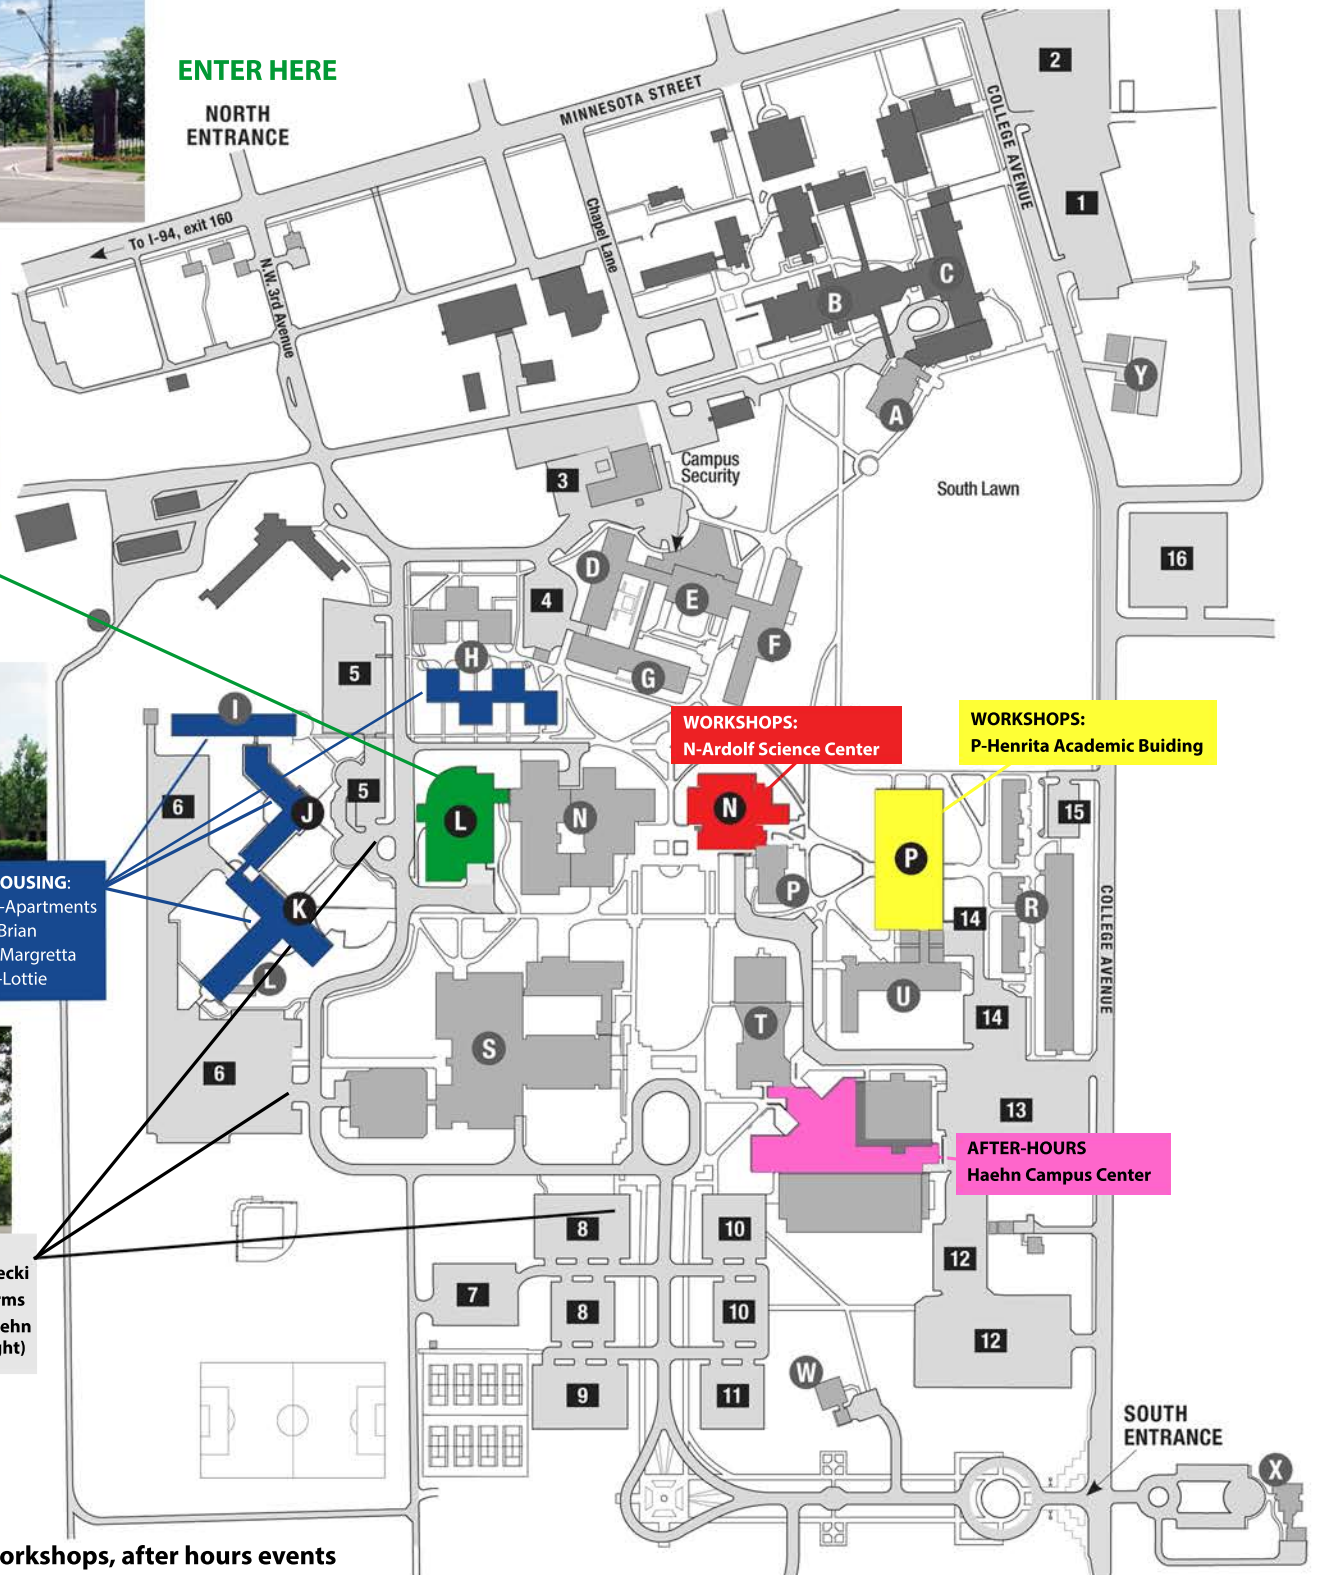 ENTER HERE
NORTH
ENTRANCE
MINNESOTA STREET
COLLEGE AVENUE
2
1
To I-94, exit 160
N.W. 3rd Avenue
Chapel Lane
C
B
A
Y
Campus
Security
South Lawn
3
16
D
E
F
G
4
H
5
I
WORKSHOPS:
N-Ardolf Science Center
WORKSHOPS:
P-Henrita Academic Buiding
6
5
J
L
N
N
P
P
15
R
14
COLLEGE AVENUE
OUSING:
-Apartments
Brian
Margretta
-Lottie
K
L
U
14
T
S
6
13
AFTER-HOURS
Haehn Campus Center
8
10
12
ecki
rms
ehn
ght)
7
8
10
12
9
11
W
SOUTH
ENTRANCE
X
orkshops, after hours events